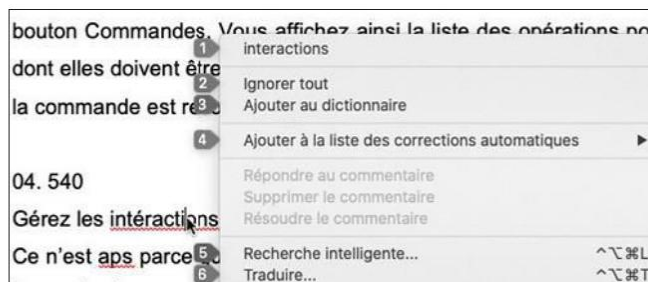 bouton Commandes. Vous affichez ainsi la liste des opérations po
1 interactions
dont elles doivent être
2 Ignorer tout
3 Ajouter au dictionnaire
la commande est re
4 Ajouter à la liste des corrections automatiques ▶
Répondre au commentaire
04. 540
Supprimer le commentaire
Gérez les intéractions
Résoudre le commentaire
Ce n’est aps parce
5 Recherche intelligente... ^⌥⌘L
6 Traduire... ^⌥⌘T